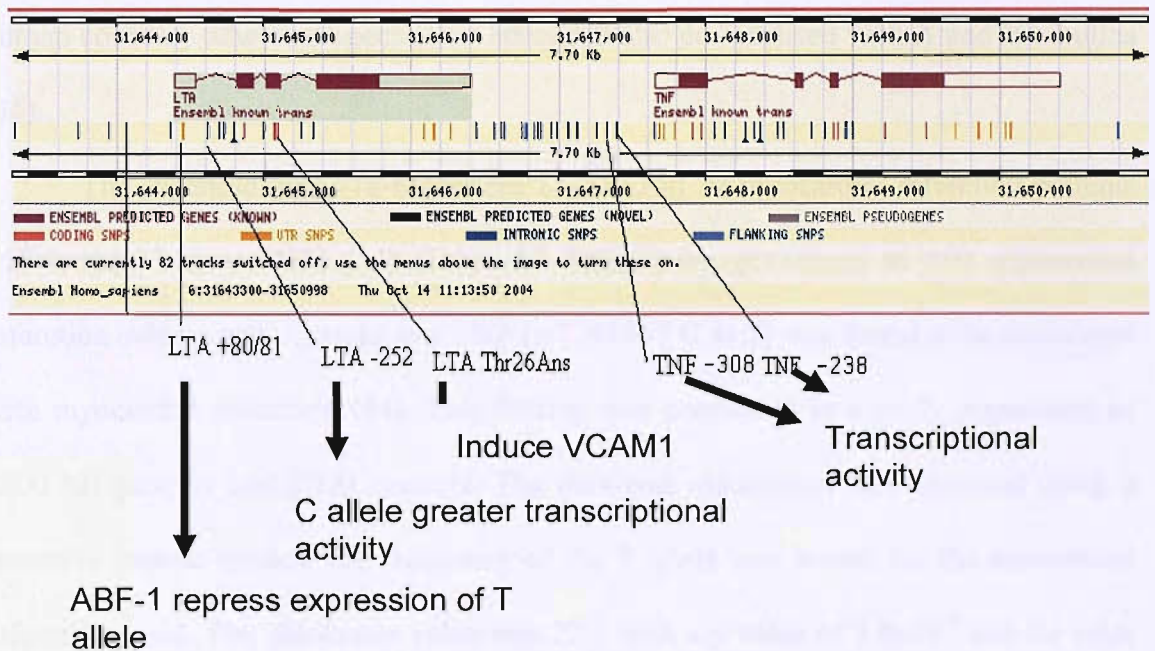 31,644,000 31,645,000 31,646,000 31,647,000 31,648,000 31,649,000 31,650,000
7.70 Kb
LTA
Ensembl known trans
TNF
Ensembl known trans
7.70 Kb
31,644,000 31,645,000 31,646,000 31,647,000 31,648,000 31,649,000 31,650,000
ENSEMBL PREDICTED GENES (KNOWN) ENSEMBL PREDICTED GENES (NOVEL) ENSEMBL PSEUDOGENES
CODING SNPS UTR SNPS INTRONIC SNPS FLANKING SNPS
There are currently 82 tracks switched off, use the menus above the image to turn these on.
Ensembl Homo_sapiens 6:31643300-31650998 Thu Oct 14 11:13:50 2004
LTA +80/81 LTA -252 LTA Thr26Ans TNF -308 TNF -238
Induce VCAM1
Transcriptional
activity
C allele greater transcriptional
activity
ABF-1 repress expression of T
allele